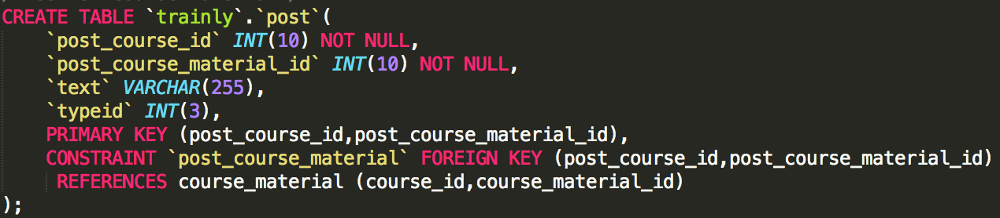 CREATE TABLE `trainly`.`post`(
`post_course_id` INT(10) NOT NULL,
`post_course_material_id` INT(10) NOT NULL,
`text` VARCHAR(255),
`typeid` INT(3),
PRIMARY KEY (post_course_id,post_course_material_id),
CONSTRAINT `post_course_material` FOREIGN KEY (post_course_id,post_course_material_id)
REFERENCES course_material (course_id,course_material_id)
);